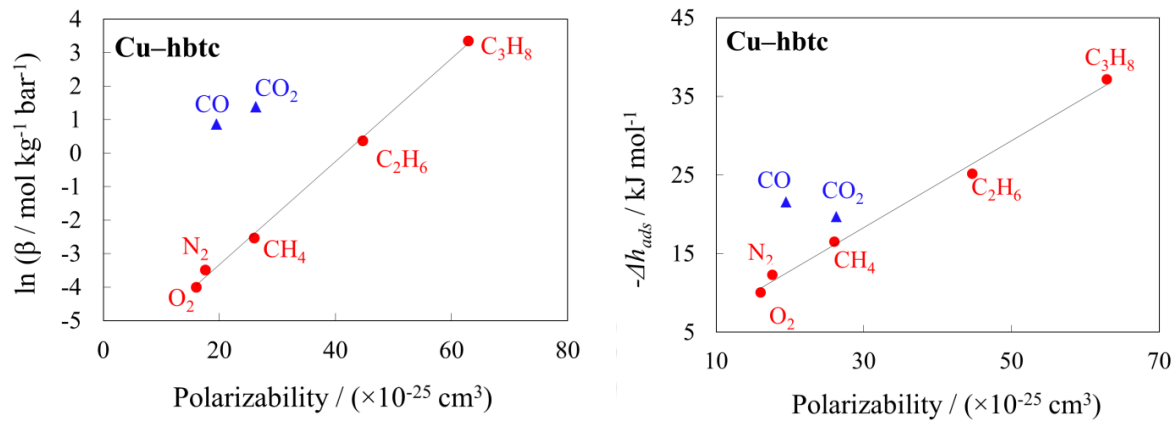 Cu–hbtc
ln (β / mol kg⁻¹ bar⁻¹)
4
3
2
1
0
-1
-2
-3
-4
-5
CO
CO₂
C₃H₈
C₂H₆
CH₄
N₂
O₂
0
20
40
60
80
Polarizability / (×10⁻²⁵ cm³)
Cu–hbtc
-Δh_ads / kJ mol⁻¹
45
35
25
15
5
C₃H₈
CO
CO₂
C₂H₆
CH₄
N₂
O₂
10
30
50
70
Polarizability / (×10⁻²⁵ cm³)